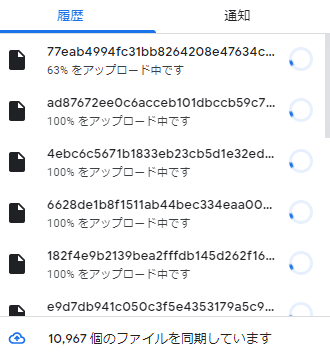 履歴 通知
77eab4994fc31bb8264208e47634c...
63% をアップロード中です
ad87672ee0c6acceb101dbccb59c7...
100% をアップロード中です
4ebc6c5671b1833eb23cb5d1e32ed...
100% をアップロード中です
6628de1b8f1511ab44bec334eaa00...
100% をアップロード中です
182f4e9b2139bea2fffdb145d262f16...
100% をアップロード中です
e9d7db941c050c3f5e4353179a5c9...
10,967 個のファイルを同期しています